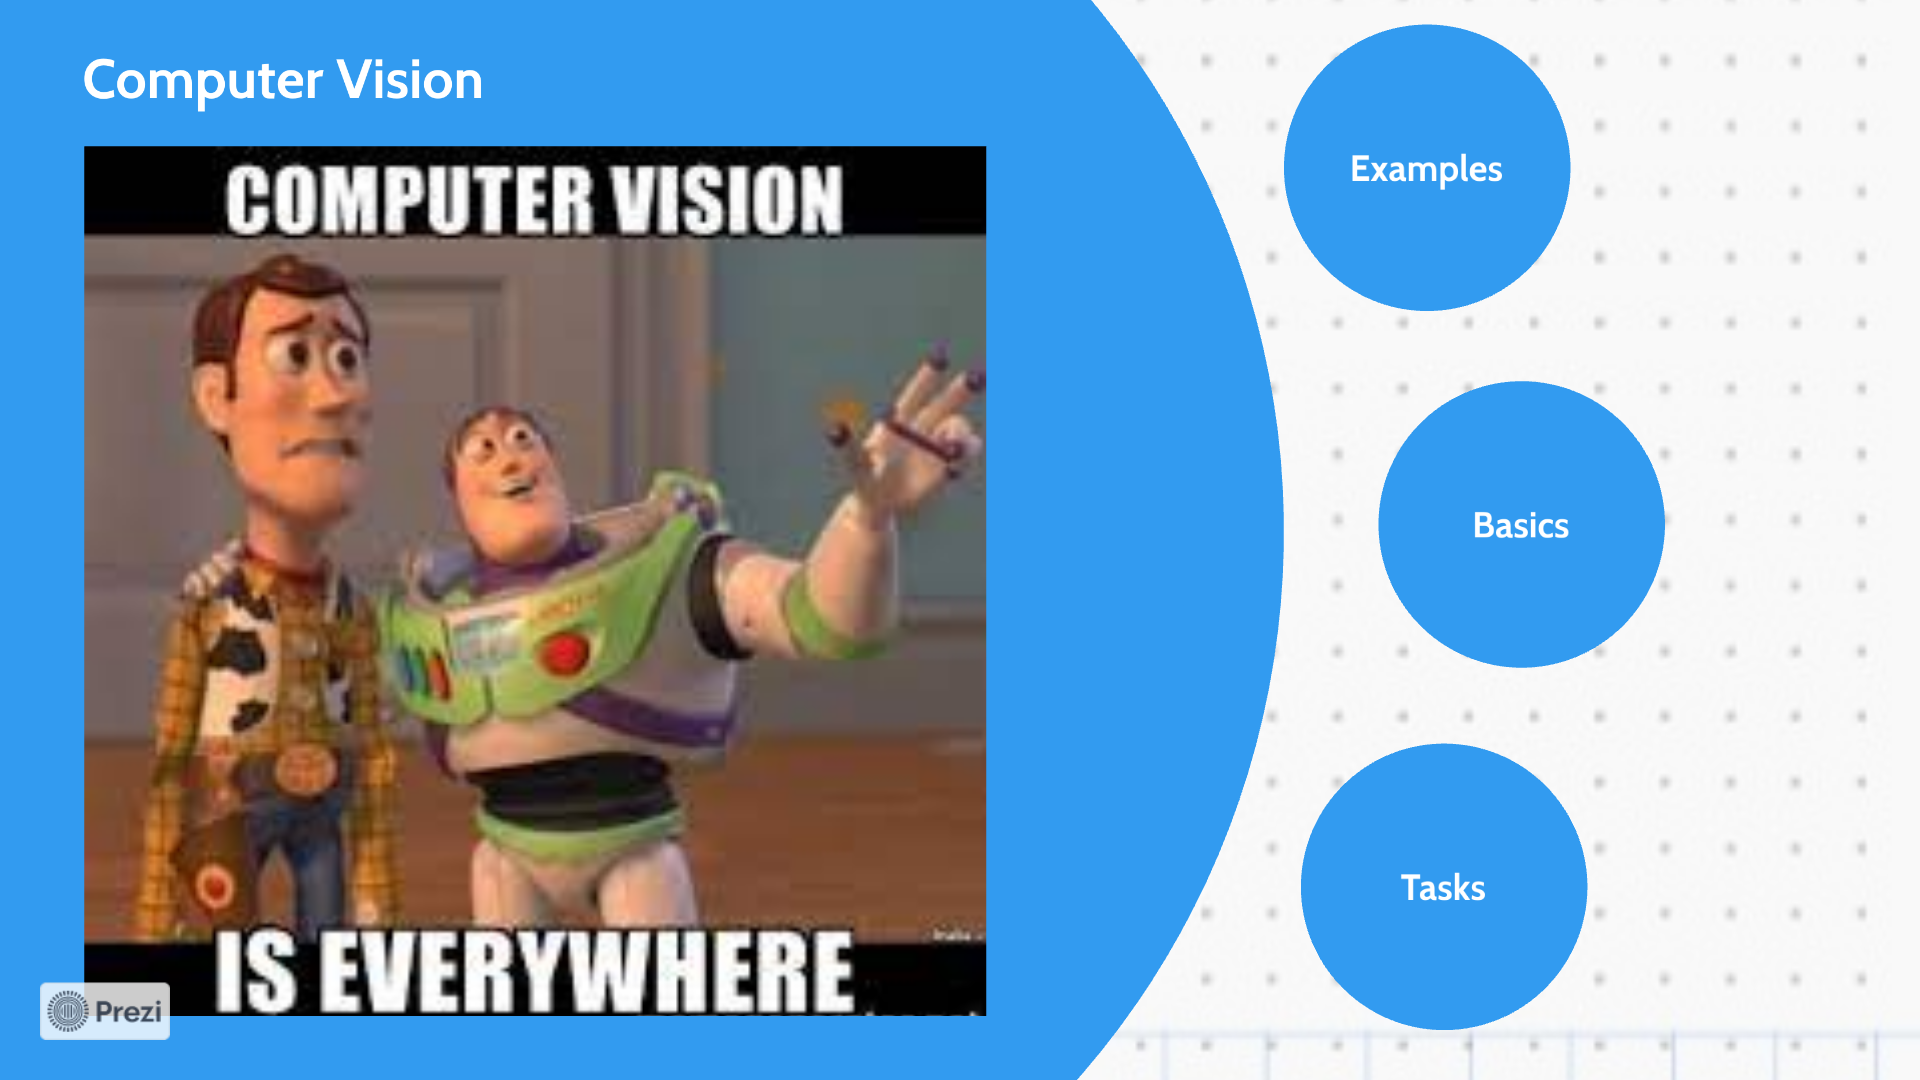 Computer Vision
COMPUTER VISION
IS EVERYWHERE
Prezi
Examples
Basics
Tasks